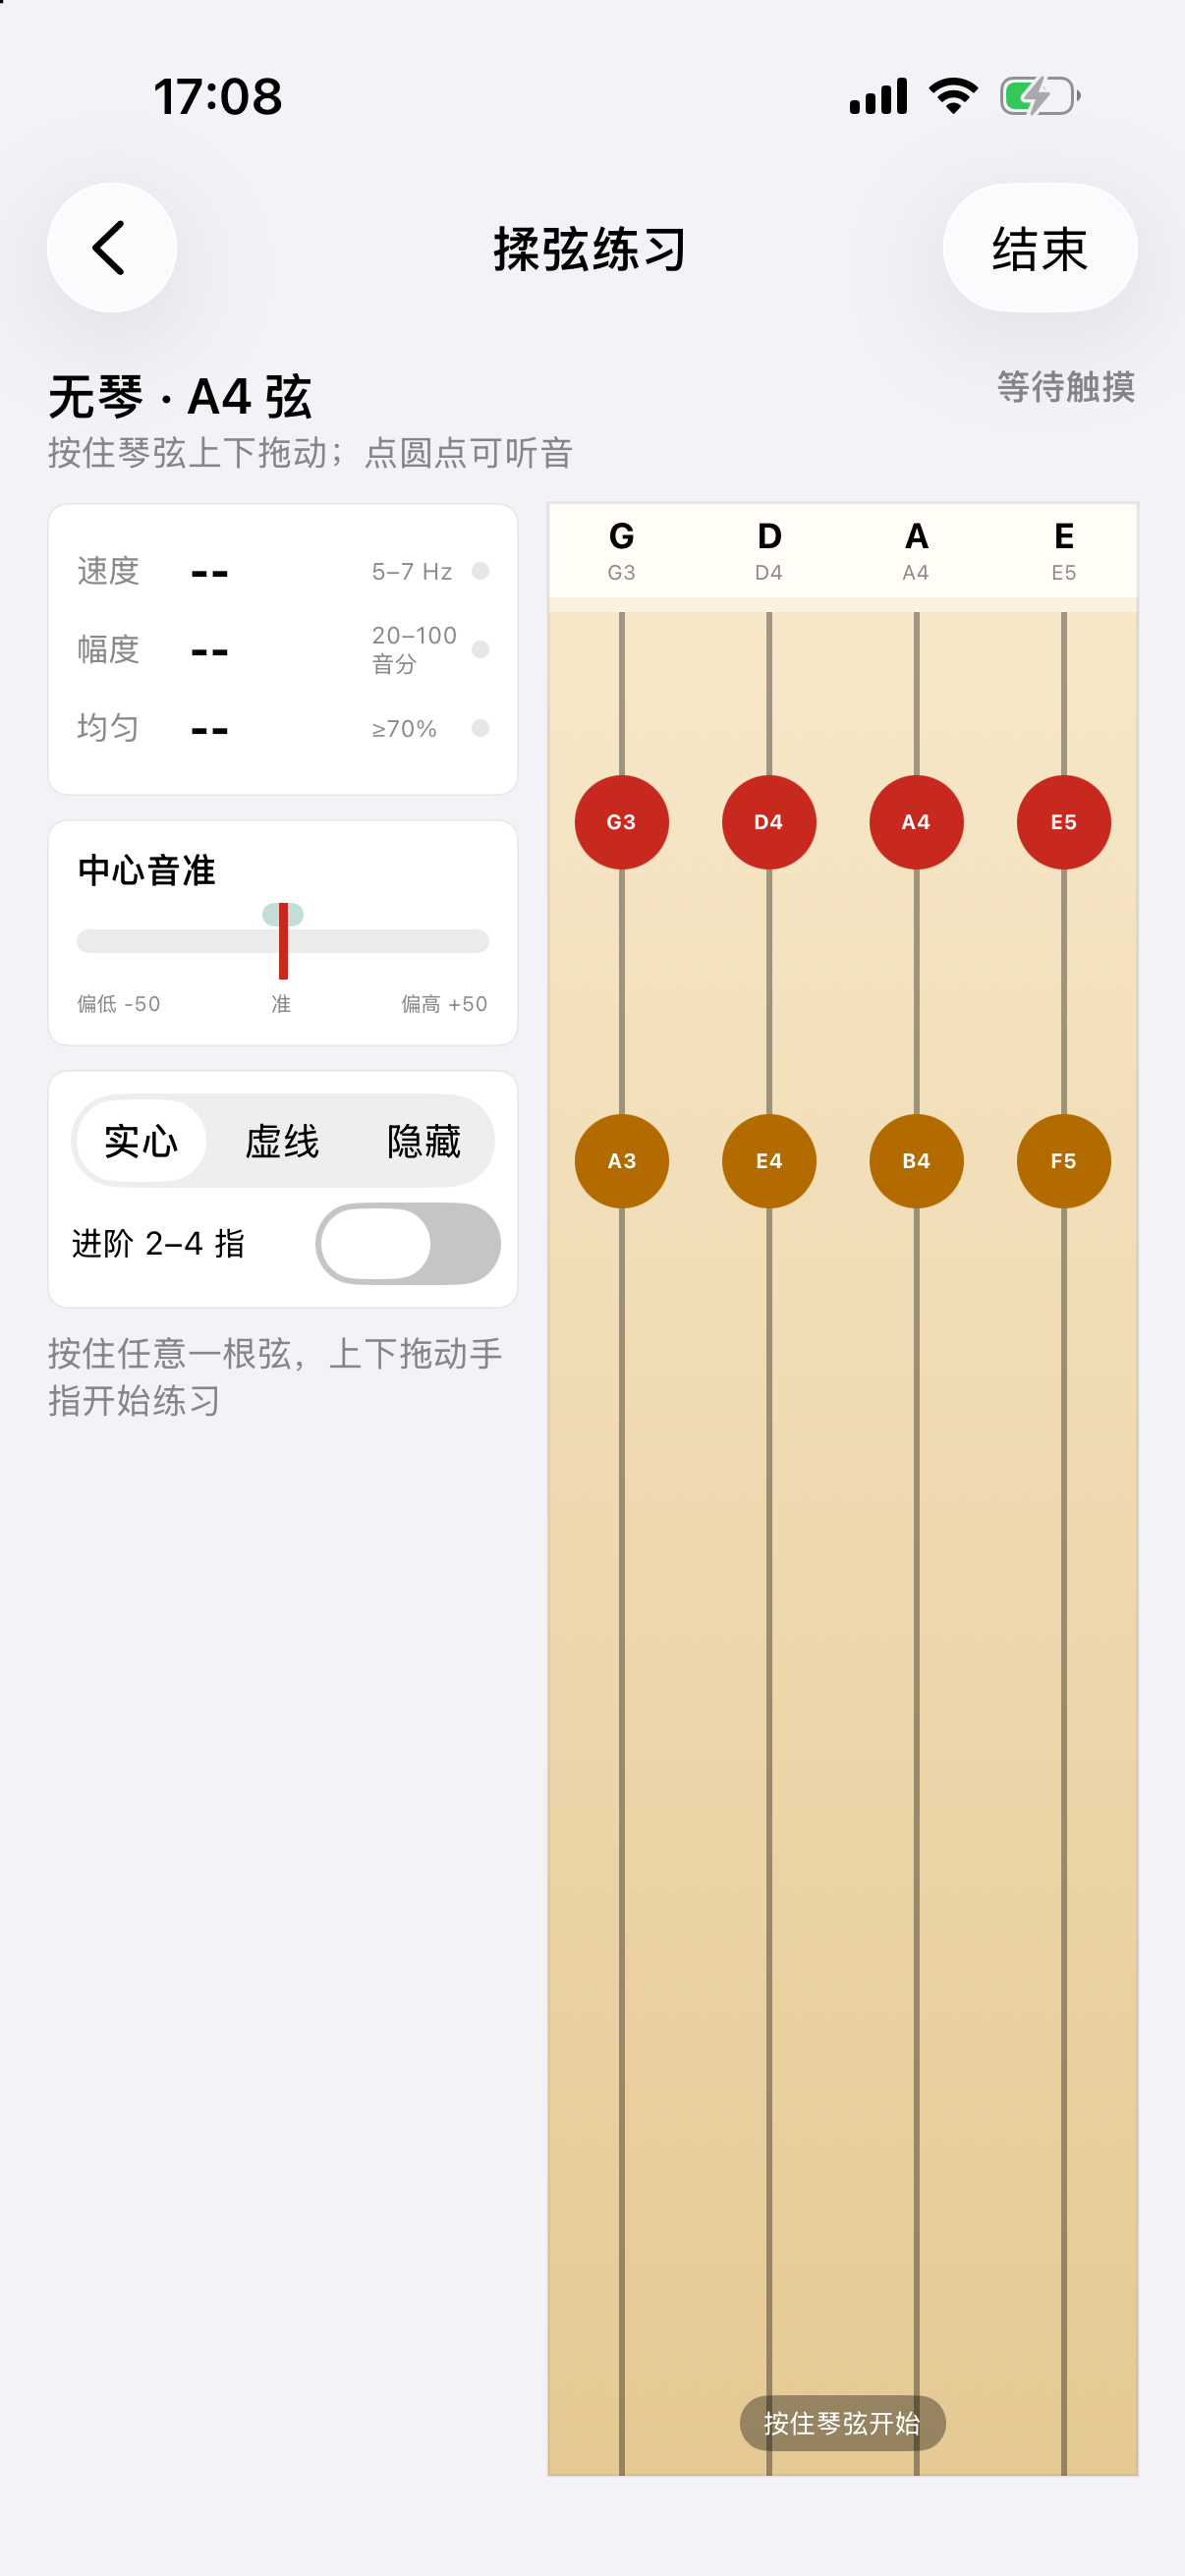 17:08
揉弦练习
结束
无琴 · A4 弦
等待触摸
按住琴弦上下拖动；点圆点可听音
速度 -- 5–7 Hz
幅度 -- 20–100
音分
均匀 -- ≥70%
中心音准
偏低 -50 准 偏高 +50
实心 虚线 隐藏
进阶 2–4 指
按住任意一根弦，上下拖动手
指开始练习
G D A E
G3 D4 A4 E5
G3 D4 A4 E5
A3 E4 B4 F5
按住琴弦开始